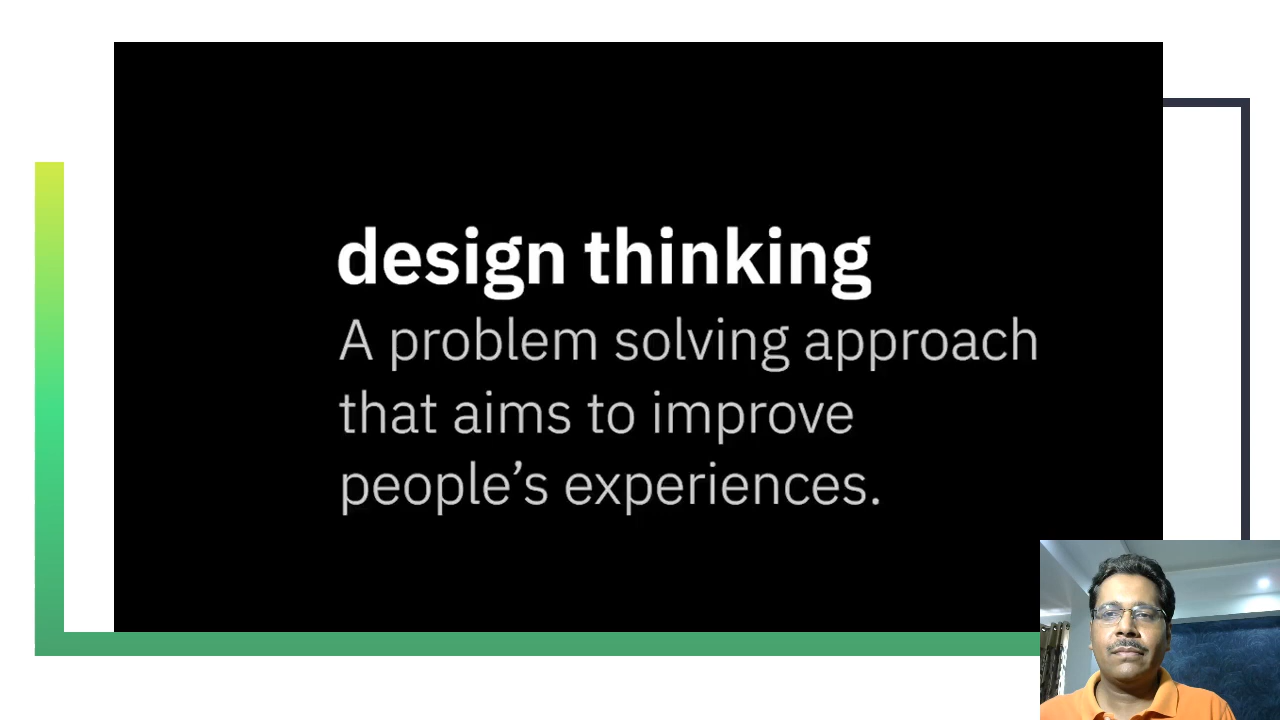 design thinking
A problem solving approach
that aims to improve
people’s experiences.